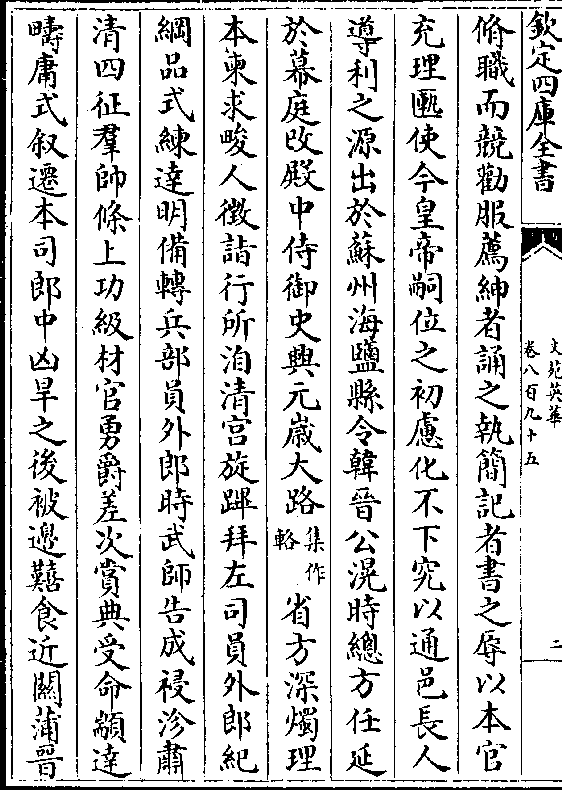 欽定四庫全書
文苑英華
卷八百九十五
二
脩職而競勸服薦紳者誦之執簡記者書之辱以本官
充理匭使今皇帝嗣位之初慮化不下究以通邑長人
導利之源出於蘇州海鹽縣令韓晉公滉時總方任延
於幕庭改殿中侍御史興元嵗大路集作輅省方深燭理
本柬求畯人徴詣行所洎清宮旋蹕拜左司員外郎紀
綱品式練達明備轉兵部員外郎時武師告成祲沴肅
清四征羣帥條上功級材官勇爵差次賞典受命顓達
疇庸式叙遷本司郎中凶旱之後被邊囏食近關蒲晋